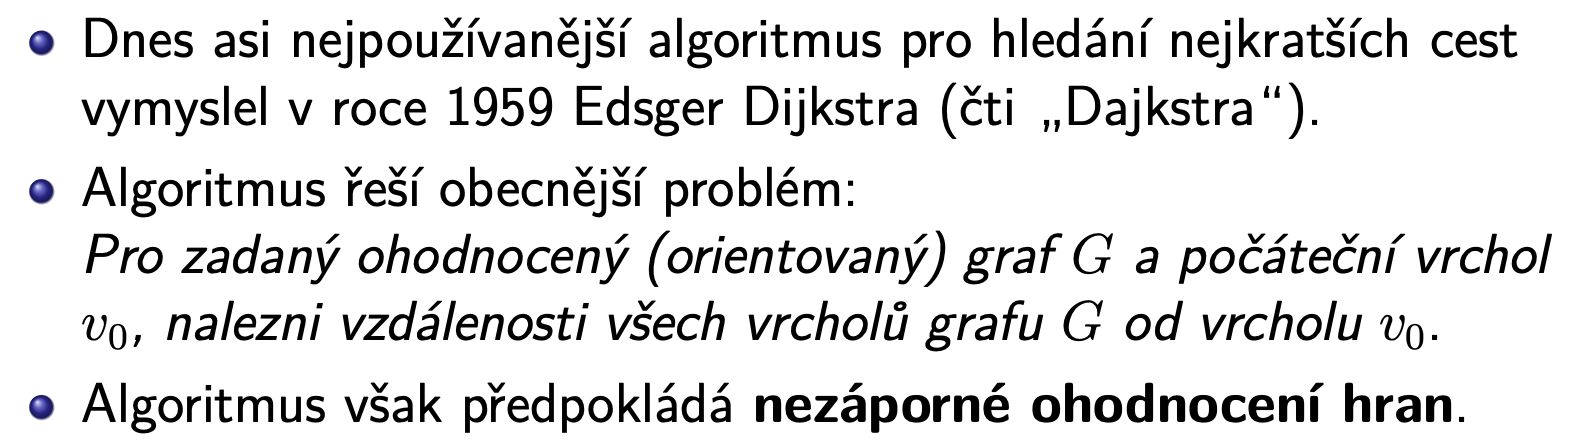 Dnes asi nejpoužívanější algoritmus pro hledání nejkratších cest
vymyslel v roce 1959 Edsger Dijkstra (čti „Dajkstra“).
Algoritmus řeší obecnější problém:
Pro zadaný ohodnocený (orientovaný) graf G a počáteční vrchol
v₀, nalezni vzdálenosti všech vrcholů grafu G od vrcholu v₀.
Algoritmus však předpokládá nezáporné ohodnocení hran.